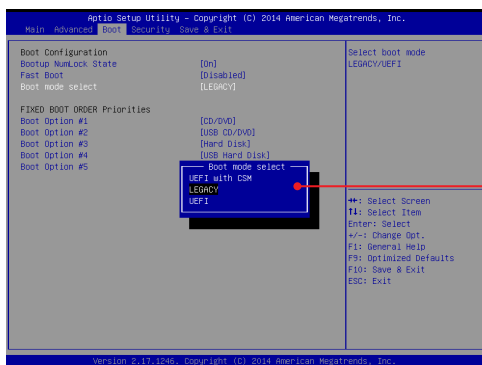 Aptio Setup Utility – Copyright (C) 2014 American Megatrends, Inc.
Main Advanced Boot Security Save & Exit
Boot Configuration
Bootup NumLock State [On]
Fast Boot [Disabled]
Boot mode select [LEGACY]
FIXED BOOT ORDER Priorities
Boot Option #1 [CD/DVD]
Boot Option #2 [USB CD/DVD]
Boot Option #3 [Hard Disk]
Boot Option #4 [USB Hard Disk]
Boot Option #5
Boot mode select
UEFI with CSM
LEGACY
UEFI
Select boot mode
LEGACY/UEFI
→←: Select Screen
↑↓: Select Item
Enter: Select
+/-: Change Opt.
F1: General Help
F9: Optimized Defaults
F10: Save & Exit
ESC: Exit
Version 2.17.1246. Copyright (C) 2014 American Megatrends, Inc.